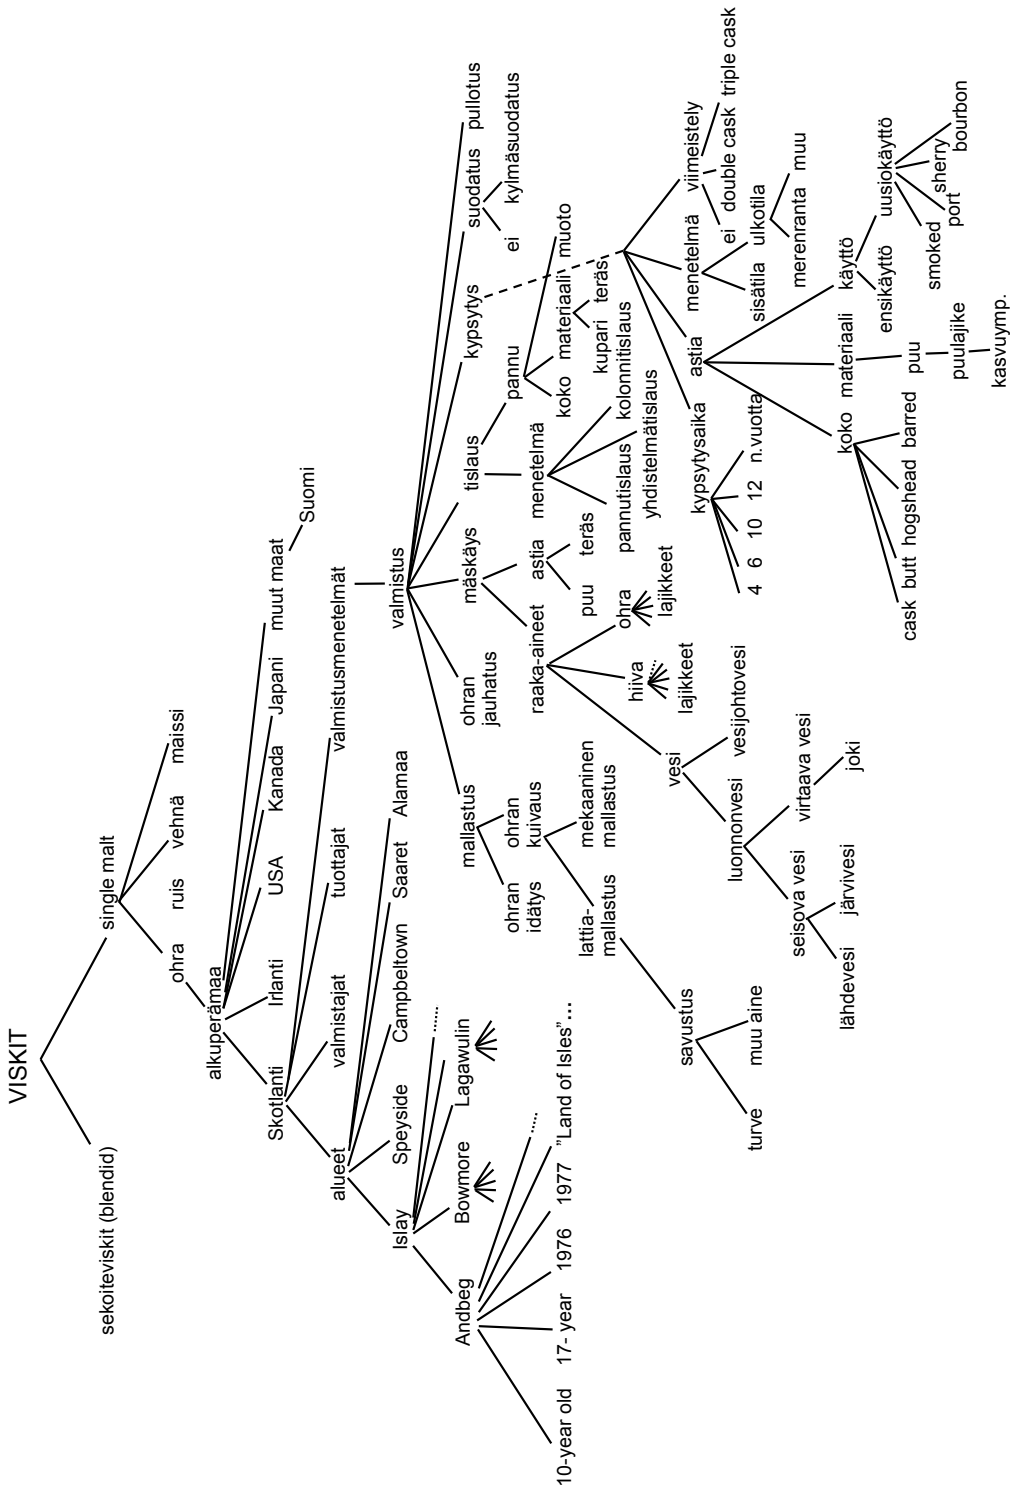 VISKIT
sekoiteviskit (blendid)
single malt
ohra
ruis
vehnä
maissi
alkuperämaa
Skotlanti
Irlanti
USA
Kanada
Japani
muut maat
Suomi
alueet
valmistajat
tuottajat
valmistusmenetelmät
Islay
Speyside
Campbeltown
Saaret
Alamaa
valmistus
Andbeg
Bowmore
Lagawulin
......
10-year old
17- year
1976
1977
”Land of Isles”...
......
mallastus
ohran
jauhatus
mäskäys
tislaus
kypsytys
suodatus
pullotus
ohran
idätys
ohran
kuivaus
lattia-
mallastus
mekaaninen
mallastus
savustus
turve
muu aine
raaka-aineet
astia
puu
teräs
vesi
hiiva
lajikkeet
ohra
lajikkeet
luonnonvesi
vesijohtovesi
seisova vesi
virtaava vesi
lähdevesi
järvivesi
joki
menetelmä
pannu
pannutislaus
kolonnitislaus
yhdistelmätislaus
koko
materiaali
muoto
kupari
teräs
ei
kylmäsuodatus
kypsytysaika
astia
menetelmä
viimeistely
4
6
10
12
n.vuotta
sisätila
ulkotila
merenranta
muu
ei
double cask
triple cask
koko
materiaali
käyttö
cask
butt
hogshead
barred
puu
puulajike
kasvuymp.
ensikäyttö
uusiokäyttö
smoked
port
sherry
bourbon